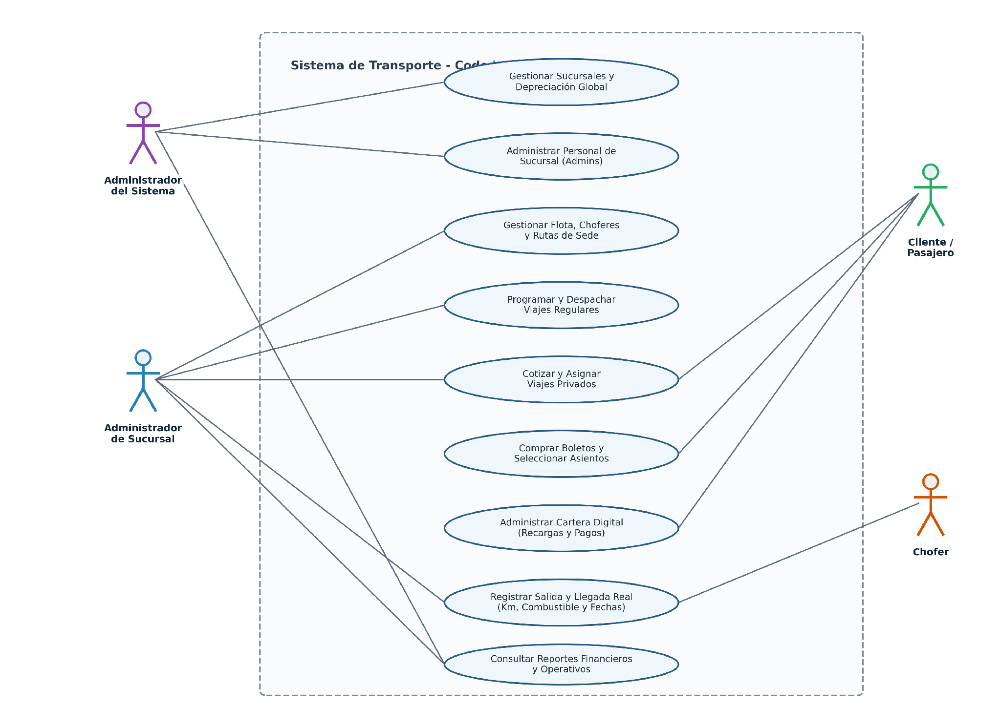 Sistema de Transporte -
Gestionar Sucursales y
Depreciación Global
Administrar Personal de
Sucursal (Admins)
Administrador
del Sistema
Gestionar Flota, Choferes
y Rutas de Sede
Cliente /
Pasajero
Programar y Despachar
Viajes Regulares
Cotizar y Asignar
Viajes Privados
Administrador
de Sucursal
Comprar Boletos y
Seleccionar Asientos
Administrar Cartera Digital
(Recargas y Pagos)
Chofer
Registrar Salida y Llegada Real
(Km, Combustible y Fechas)
Consultar Reportes Financieros
y Operativos